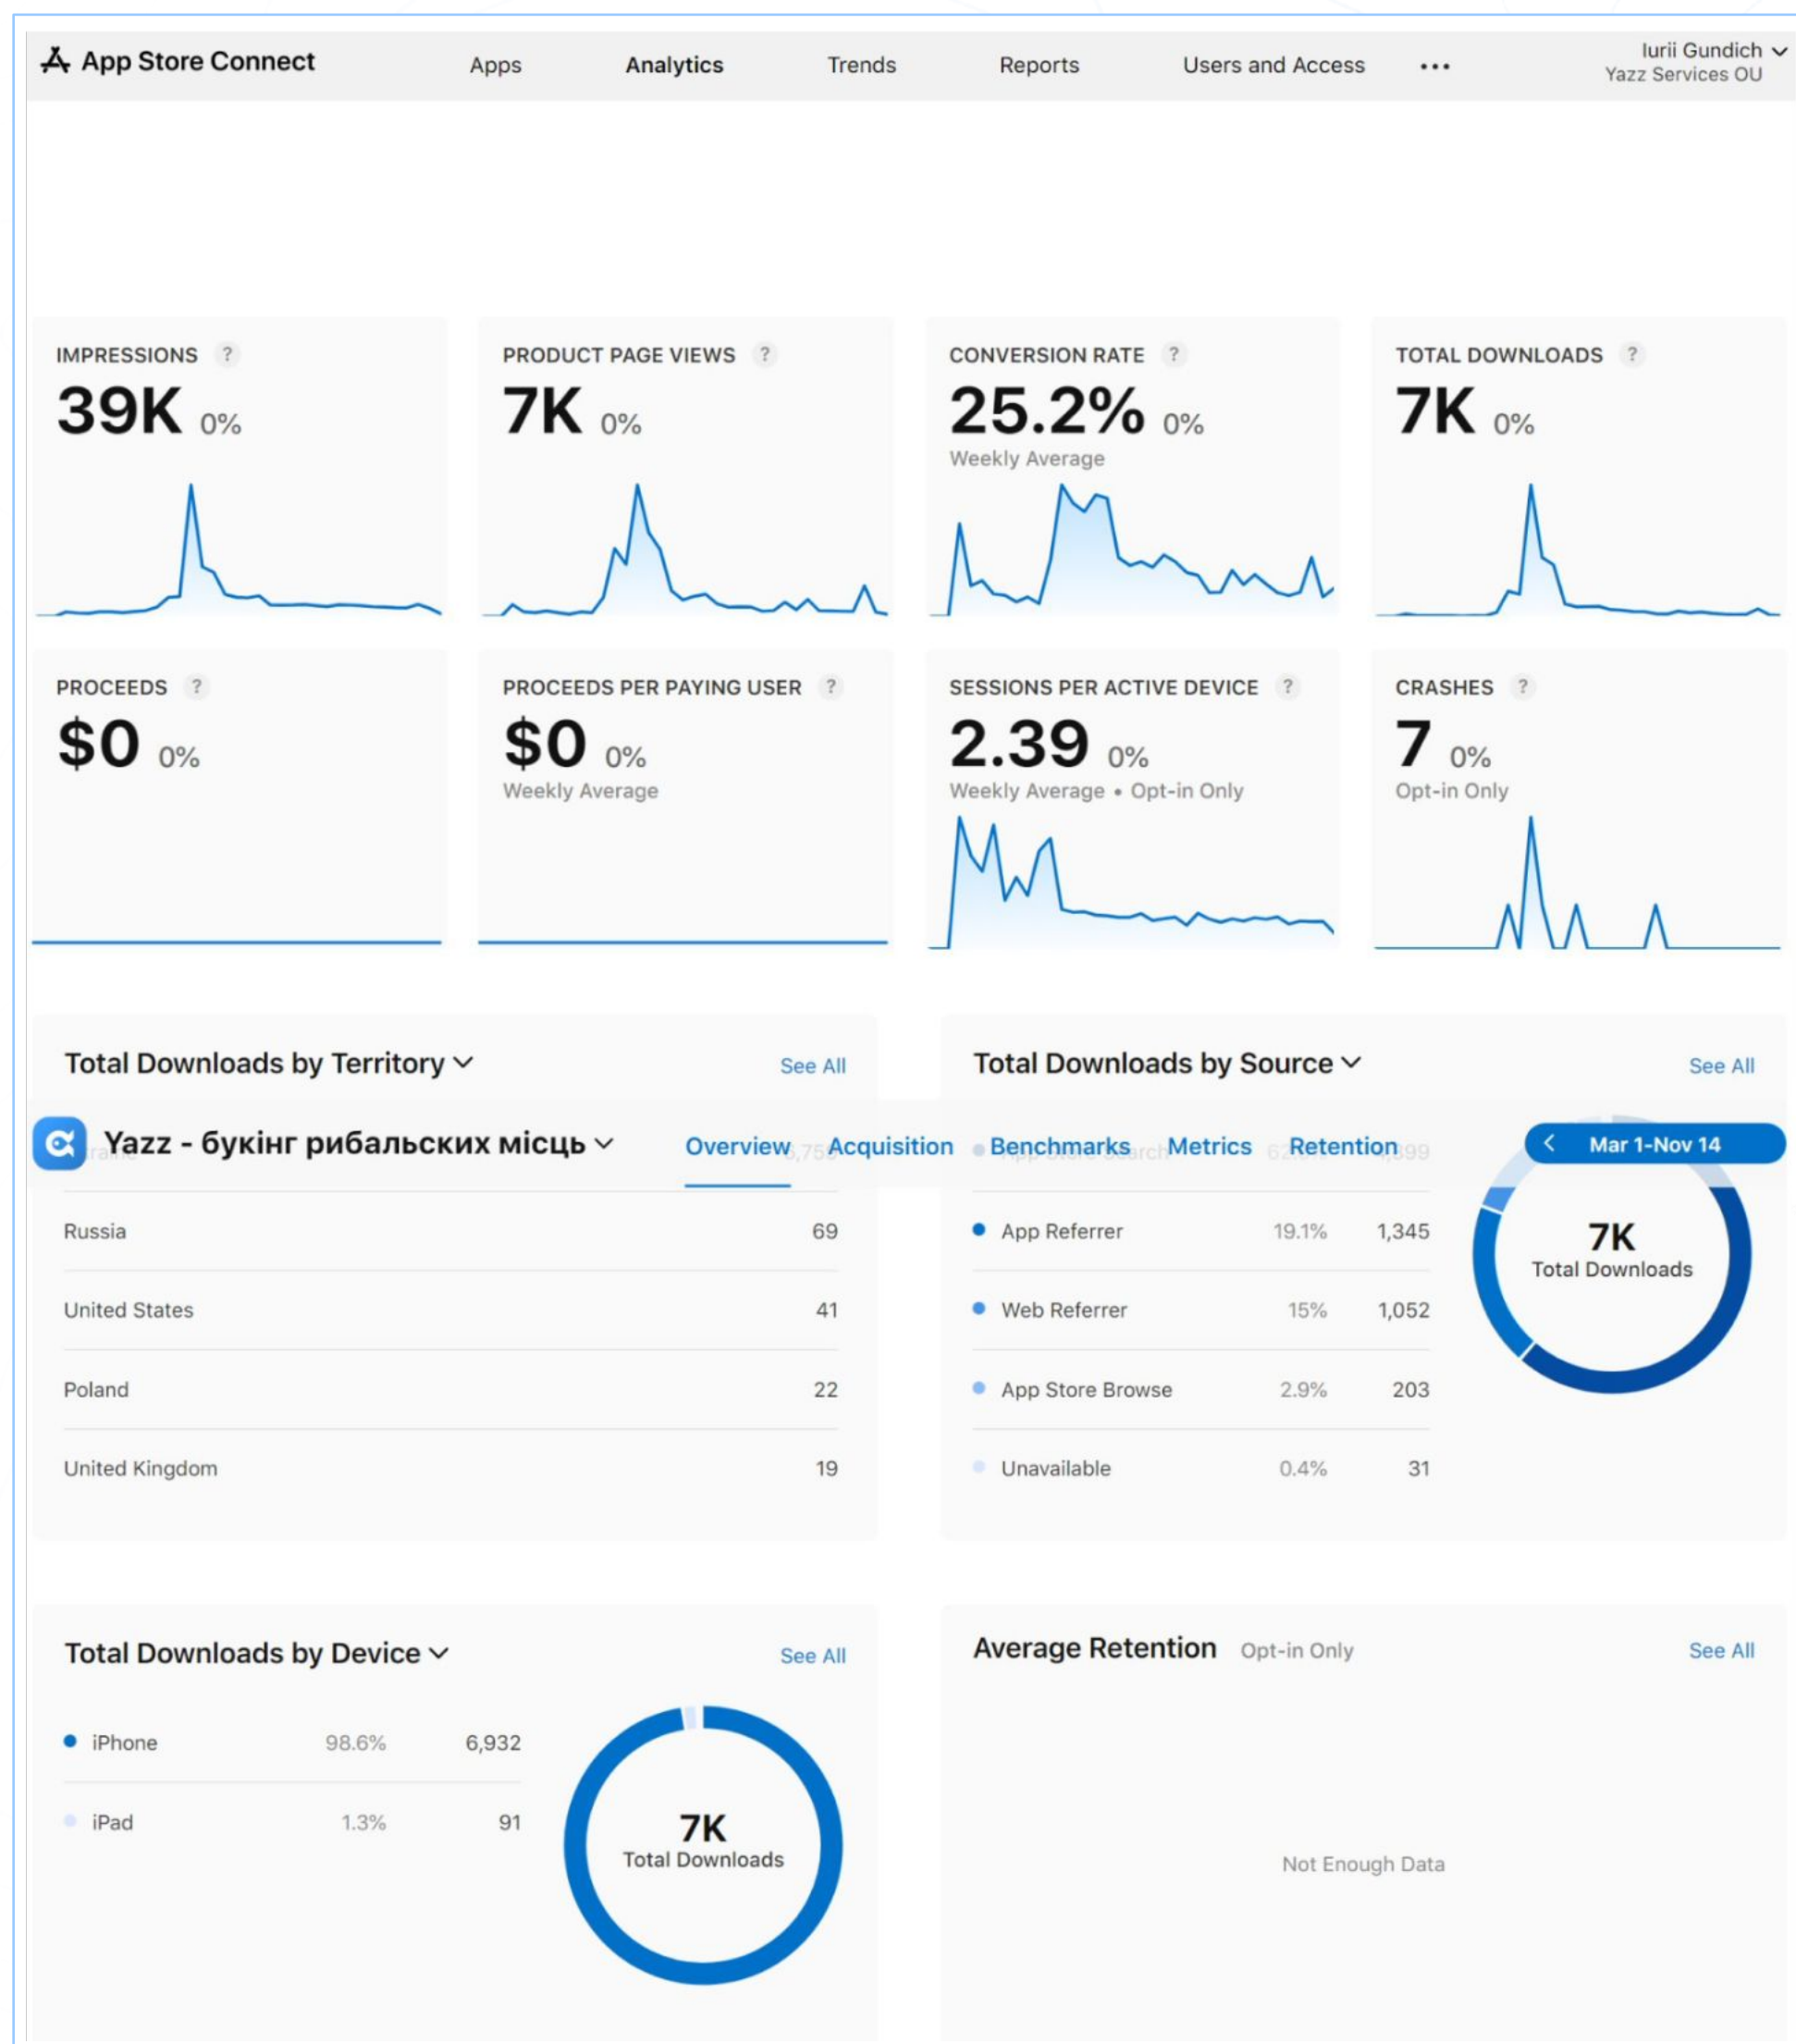 App Store Connect
Apps
Analytics
Trends
Reports
Users and Access
...
Iurii Gundich
Yazz Services OU
IMPRESSIONS ?
39K 0%
PRODUCT PAGE VIEWS ?
7K 0%
CONVERSION RATE ?
25.2% 0%
Weekly Average
TOTAL DOWNLOADS ?
7K 0%
PROCEEDS ?
$0 0%
PROCEEDS PER PAYING USER ?
$0 0%
Weekly Average
SESSIONS PER ACTIVE DEVICE ?
2.39 0%
Weekly Average • Opt-in Only
CRASHES ?
7 0%
Opt-in Only
Total Downloads by Territory
See All
Total Downloads by Source
See All
Yazz - букінг рибальских місць
Overview
Acquisition
Benchmarks
Metrics
Retention
Mar 1-Nov 14
Russia 69
United States 41
Poland 22
United Kingdom 19
App Referrer 19.1% 1,345
Web Referrer 15% 1,052
App Store Browse 2.9% 203
Unavailable 0.4% 31
7K
Total Downloads
Total Downloads by Device
See All
iPhone 98.6% 6,932
iPad 1.3% 91
7K
Total Downloads
Average Retention Opt-in Only
See All
Not Enough Data